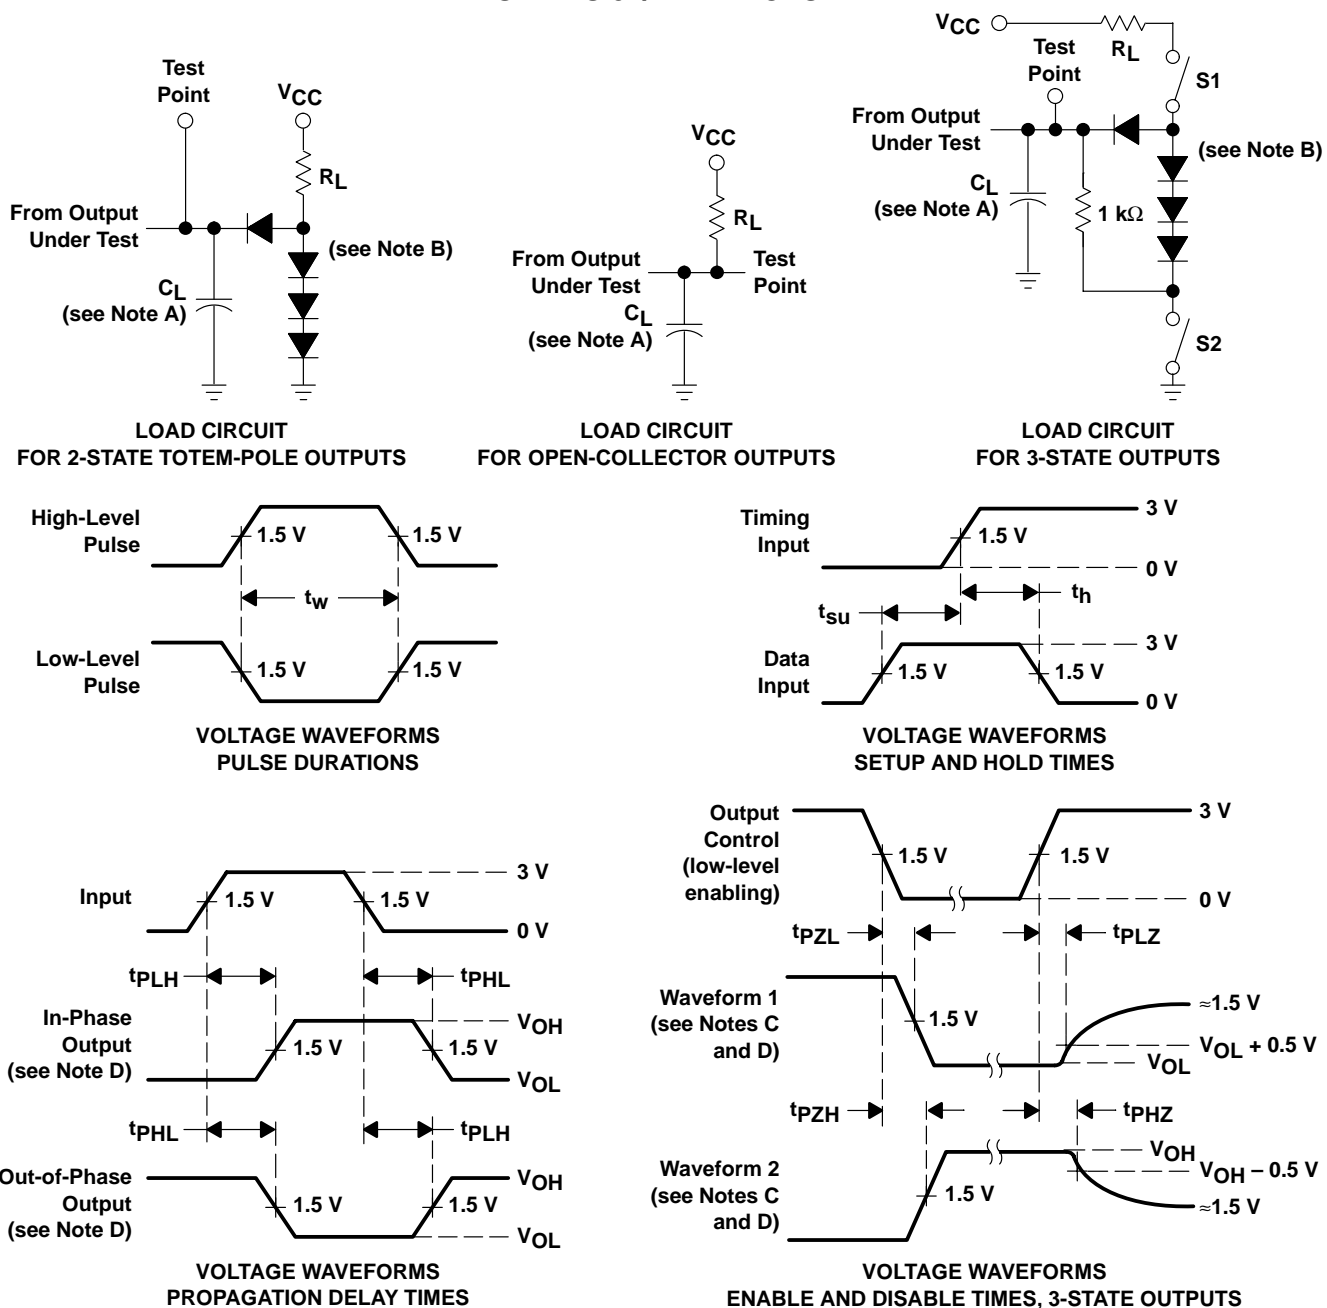 Test
Point
VCC
RL
From Output
Under Test
(see Note B)
CL
(see Note A)
LOAD CIRCUIT
FOR 2-STATE TOTEM-POLE OUTPUTS
VCC
RL
From Output
Under Test
Test
Point
CL
(see Note A)
LOAD CIRCUIT
FOR OPEN-COLLECTOR OUTPUTS
VCC
RL
Test
Point
S1
From Output
Under Test
(see Note B)
CL
(see Note A)
1 kΩ
S2
LOAD CIRCUIT
FOR 3-STATE OUTPUTS
High-Level
Pulse
1.5 V
1.5 V
tw
Low-Level
Pulse
1.5 V
1.5 V
VOLTAGE WAVEFORMS
PULSE DURATIONS
Timing
Input
1.5 V
3 V
0 V
th
tsu
Data
Input
1.5 V
1.5 V
3 V
0 V
VOLTAGE WAVEFORMS
SETUP AND HOLD TIMES
Input
1.5 V
1.5 V
3 V
0 V
tPLH
tPHL
In-Phase
Output
(see Note D)
1.5 V
1.5 V
VOH
VOL
tPHL
tPLH
Out-of-Phase
Output
(see Note D)
1.5 V
1.5 V
VOH
VOL
VOLTAGE WAVEFORMS
PROPAGATION DELAY TIMES
Output
Control
(low-level
enabling)
1.5 V
1.5 V
3 V
0 V
tPZL
tPLZ
Waveform 1
(see Notes C
and D)
1.5 V
≈1.5 V
VOL + 0.5 V
VOL
tPZH
tPHZ
Waveform 2
(see Notes C
and D)
1.5 V
VOH
VOH – 0.5 V
≈1.5 V
VOLTAGE WAVEFORMS
ENABLE AND DISABLE TIMES, 3-STATE OUTPUTS